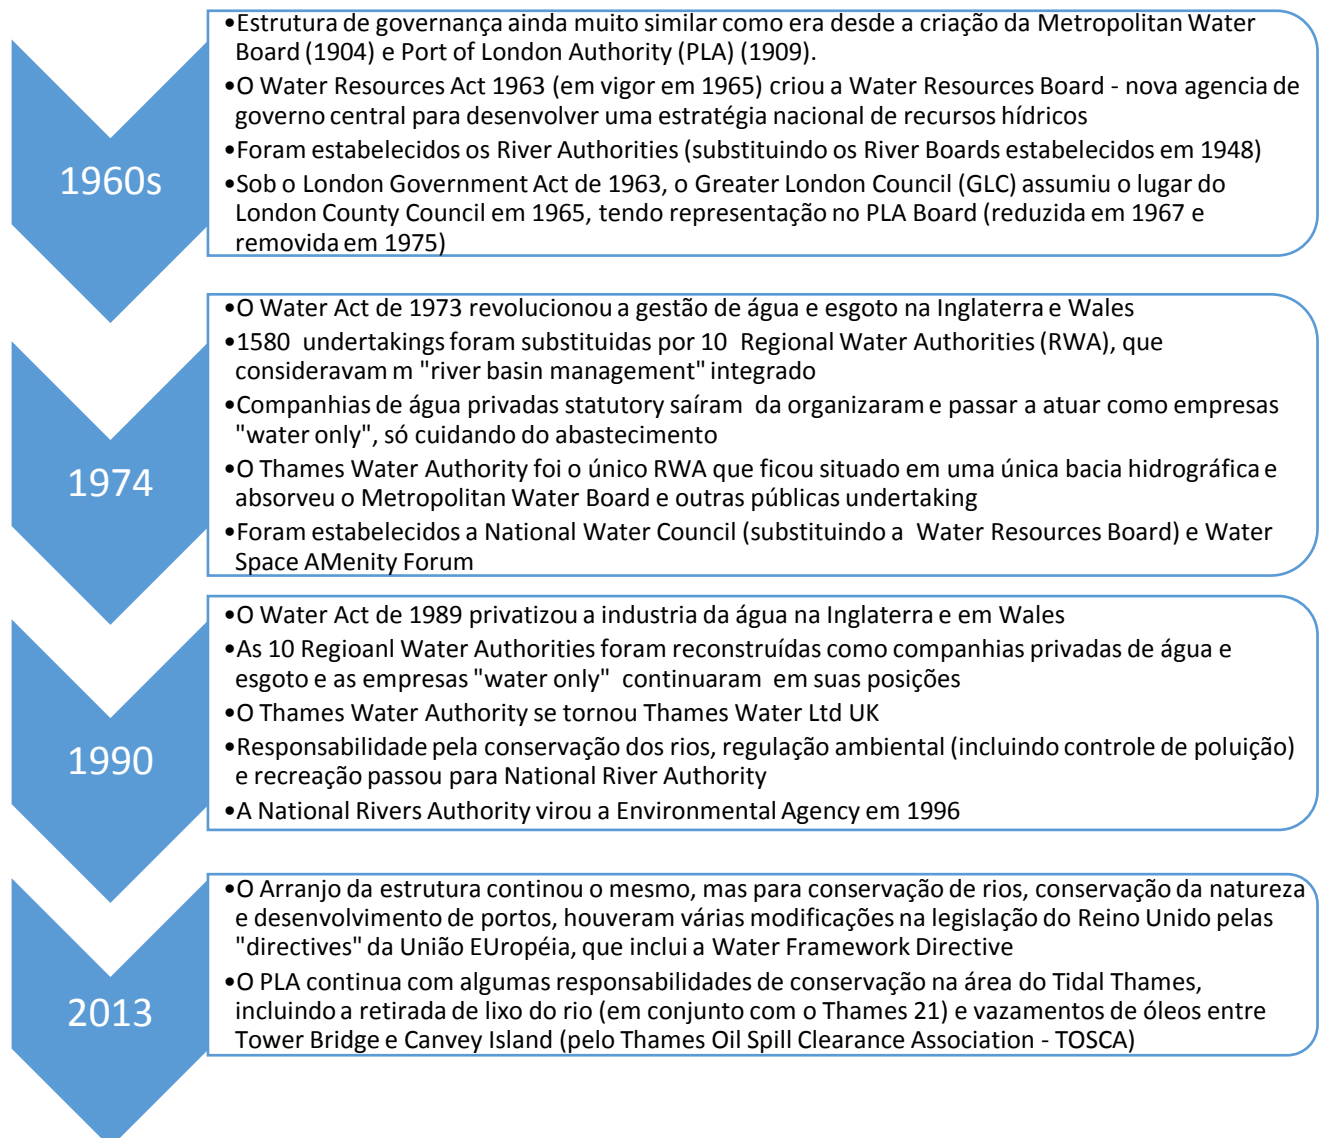 1960s
•Estrutura de governança ainda muito similar como era desde a criação da Metropolitan Water
Board (1904) e Port of London Authority (PLA) (1909).
•O Water Resources Act 1963 (em vigor em 1965) criou a Water Resources Board - nova agencia de
governo central para desenvolver uma estratégia nacional de recursos hídricos
•Foram estabelecidos os River Authorities (substituindo os River Boards estabelecidos em 1948)
•Sob o London Government Act de 1963, o Greater London Council (GLC) assumiu o lugar do
London County Council em 1965, tendo representação no PLA Board (reduzida em 1967 e
removida em 1975)
1974
•O Water Act de 1973 revolucionou a gestão de água e esgoto na Inglaterra e Wales
•1580 undertakings foram substituidas por 10 Regional Water Authorities (RWA), que
consideravam m "river basin management" integrado
•Companhias de água privadas statutory saíram da organizaram e passar a atuar como empresas
"water only", só cuidando do abastecimento
•O Thames Water Authority foi o único RWA que ficou situado em uma única bacia hidrográfica e
absorveu o Metropolitan Water Board e outras públicas undertaking
•Foram estabelecidos a National Water Council (substituindo a Water Resources Board) e Water
Space AMenity Forum
1990
•O Water Act de 1989 privatizou a industria da água na Inglaterra e em Wales
•As 10 Regioanl Water Authorities foram reconstruídas como companhias privadas de água e
esgoto e as empresas "water only" continuaram em suas posições
•O Thames Water Authority se tornou Thames Water Ltd UK
•Responsabilidade pela conservação dos rios, regulação ambiental (incluindo controle de poluição)
e recreação passou para National River Authority
•A National Rivers Authority virou a Environmental Agency em 1996
2013
•O Arranjo da estrutura continou o mesmo, mas para conservação de rios, conservação da natureza
e desenvolvimento de portos, houveram várias modificações na legislação do Reino Unido pelas
"directives" da União EUropéia, que inclui a Water Framework Directive
•O PLA continua com algumas responsabilidades de conservação na área do Tidal Thames,
incluindo a retirada de lixo do rio (em conjunto com o Thames 21) e vazamentos de óleos entre
Tower Bridge e Canvey Island (pelo Thames Oil Spill Clearance Association - TOSCA)